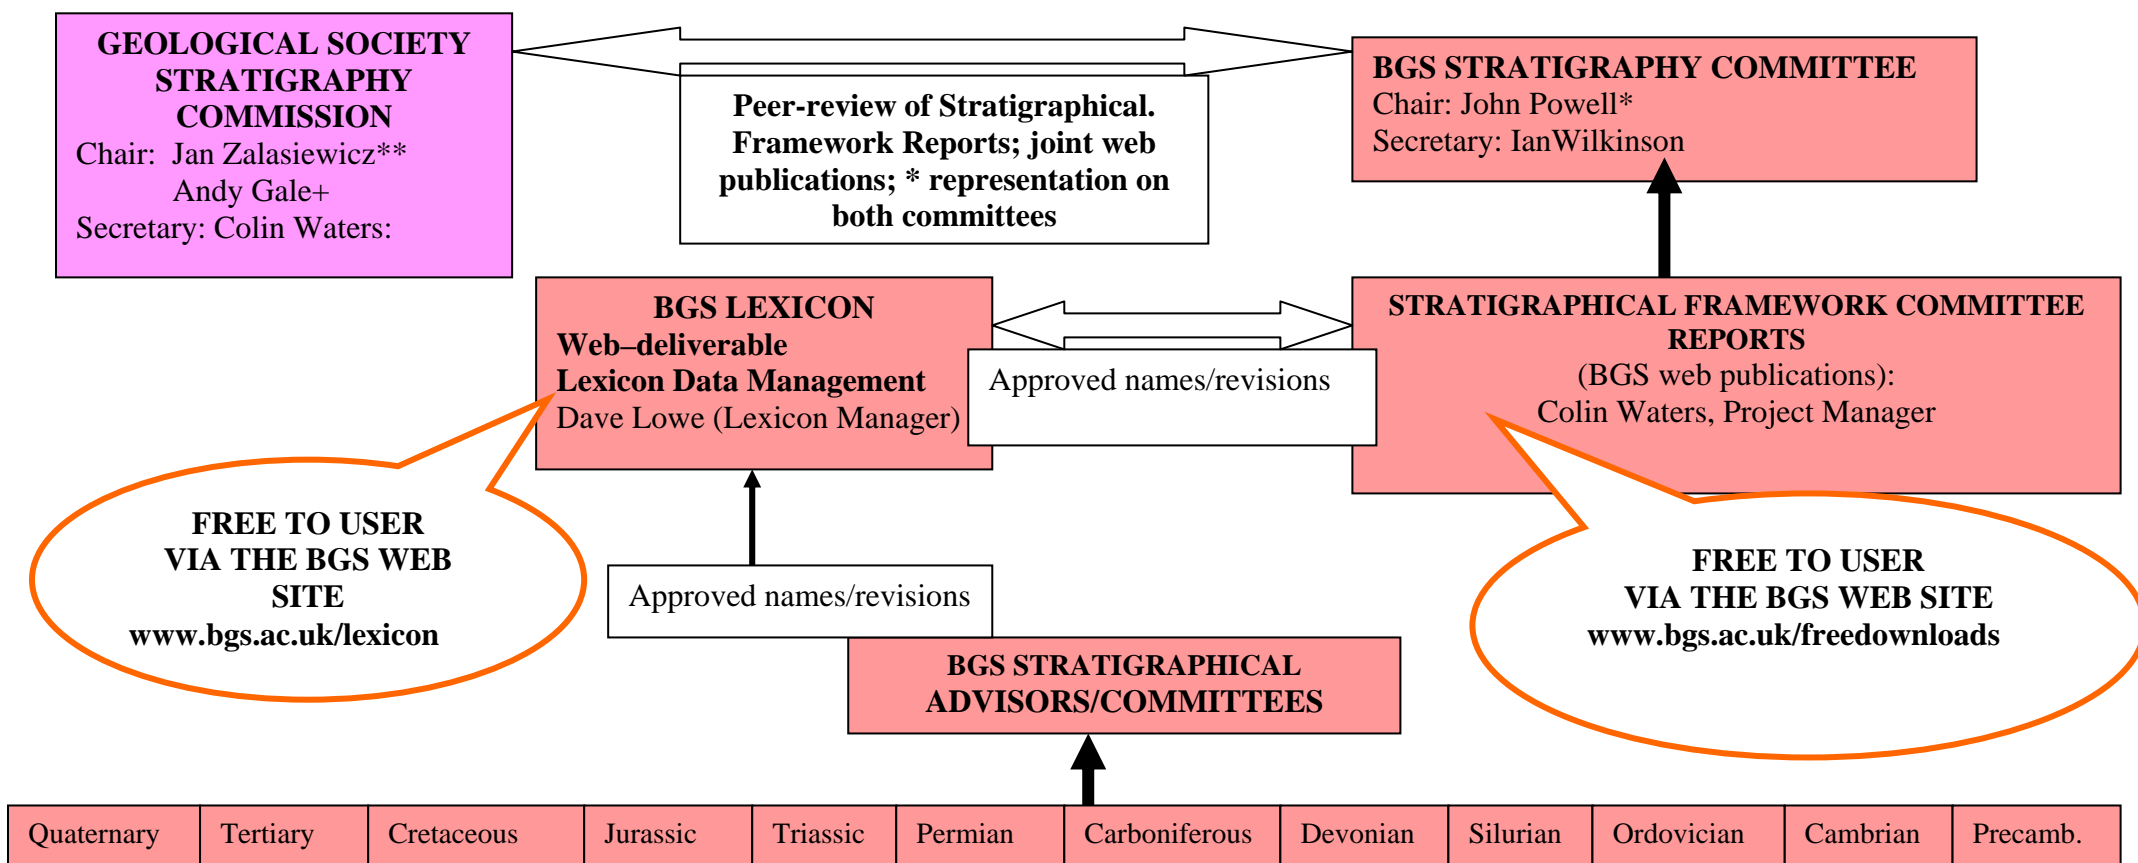 GEOLOGICAL SOCIETY
STRATIGRAPHY
COMMISSION
Chair:  Jan Zalasiewicz**
Andy Gale+
Secretary: Colin Waters:
Peer-review of Stratigraphical.
Framework Reports; joint web
publications; * representation on
both committees
BGS STRATIGRAPHY COMMITTEE
Chair: John Powell*
Secretary: IanWilkinson
BGS LEXICON
Web–deliverable
Lexicon Data Management
Dave Lowe (Lexicon Manager)
Approved names/revisions
STRATIGRAPHICAL FRAMEWORK COMMITTEE
REPORTS
(BGS web publications):
Colin Waters, Project Manager
FREE TO USER
VIA THE BGS WEB
SITE
www.bgs.ac.uk/lexicon
Approved names/revisions
FREE TO USER
VIA THE BGS WEB SITE
www.bgs.ac.uk/freedownloads
BGS STRATIGRAPHICAL
ADVISORS/COMMITTEES
Quaternary Tertiary Cretaceous Jurassic Triassic Permian Carboniferous Devonian Silurian Ordovician Cambrian Precamb.